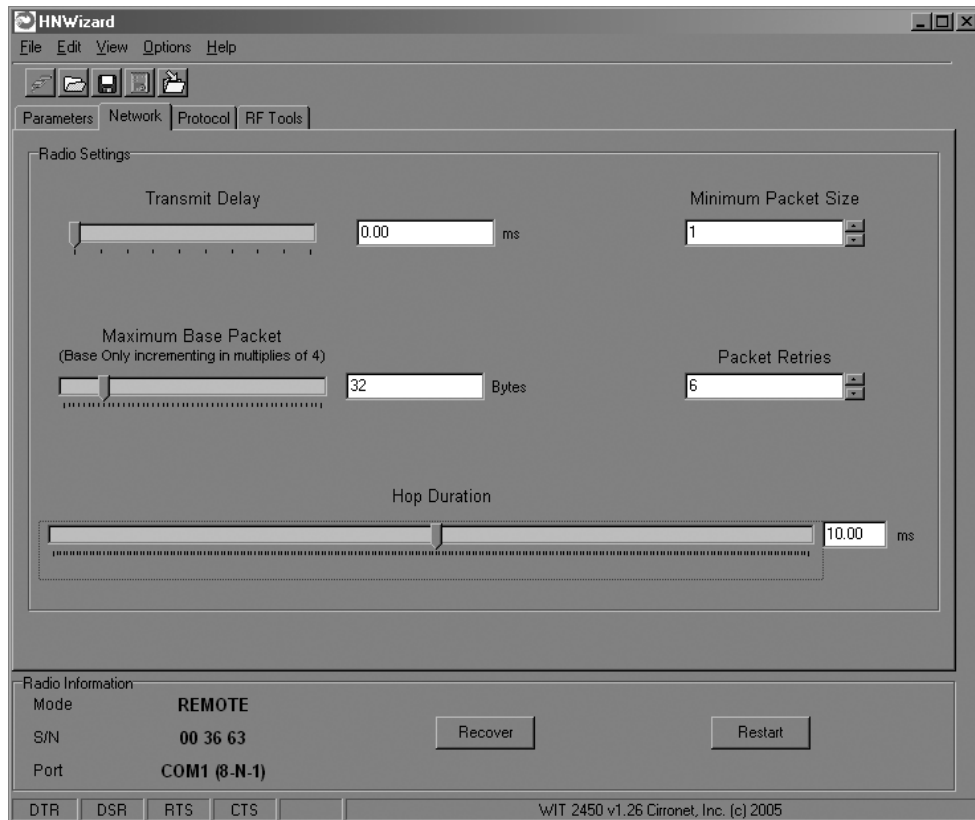 HNWizard
File Edit View Options Help
Parameters Network Protocol RF Tools
Radio Settings
Transmit Delay
0.00 ms
Minimum Packet Size
1
Maximum Base Packet
(Base Only incrementing in multiplies of 4)
32 Bytes
Packet Retries
6
Hop Duration
10.00 ms
Radio Information
Mode REMOTE
S/N 00 36 63
Port COM1 (8-N-1)
Recover
Restart
DTR DSR RTS CTS WIT 2450 v1.26 Cirronet, Inc. (c) 2005